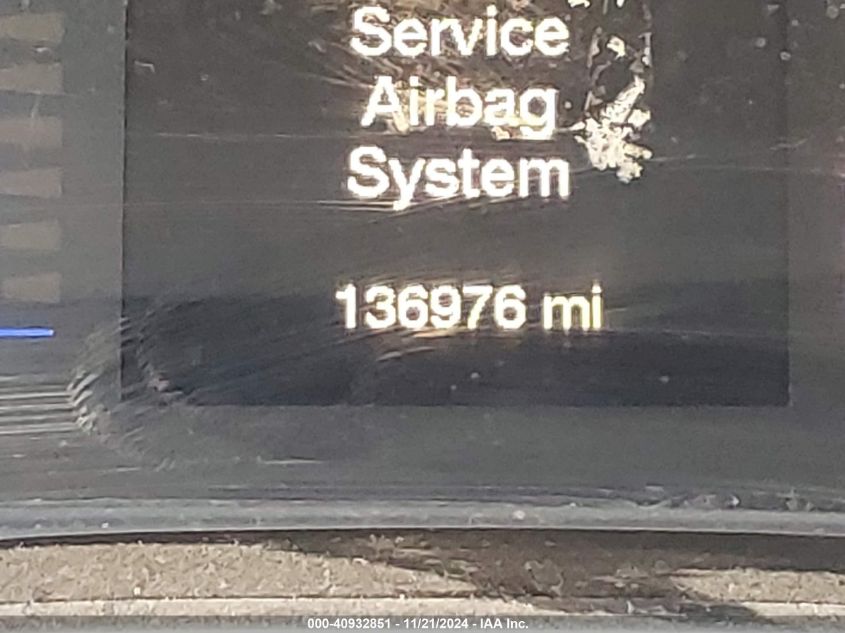 Service
Airbag
System
136976 mi
000-40932851 - 11/21/2024 - IAA Inc.